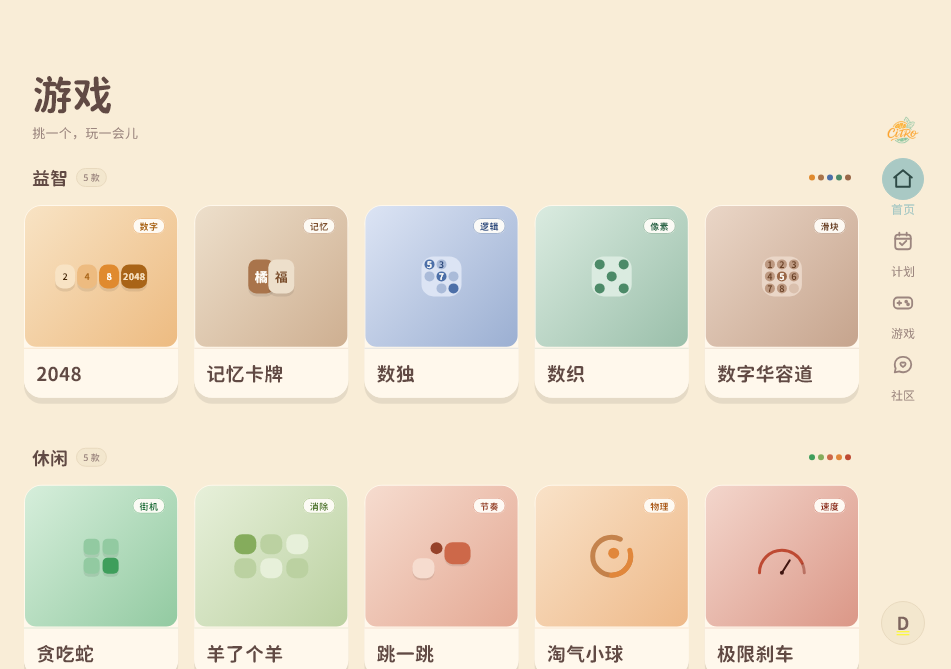 游戏
挑一个，玩一会儿
Citko
首页
计划
游戏
社区
D
益智 5 款
数字
2 4 8 2048
2048
记忆
橘 福
记忆卡牌
逻辑
5 3
7
数独
像素
数织
滑块
1 2 3
4 5 6
7 8
数字华容道
休闲 5 款
街机
贪吃蛇
消除
羊了个羊
节奏
跳一跳
物理
淘气小球
速度
极限刹车